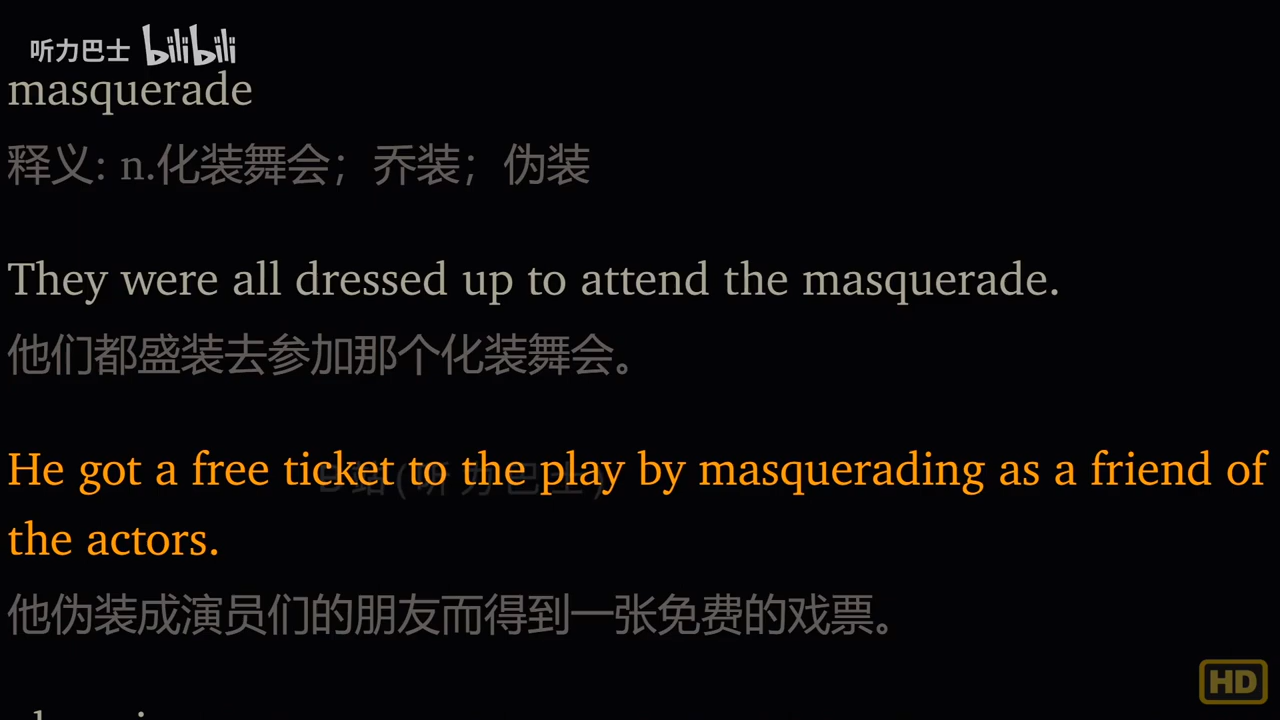 听力巴士 bilibili
masquerade
释义: n.化装舞会；乔装；伪装
They were all dressed up to attend the masquerade.
他们都盛装去参加那个化装舞会。
He got a free ticket to the play by masquerading as a friend of
the actors.
他伪装成演员们的朋友而得到一张免费的戏票。
HD